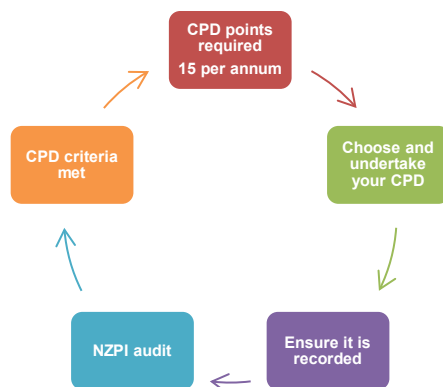 CPD points
required
15 per annum
Choose and
undertake
your CPD
Ensure it is
recorded
NZPI audit
CPD criteria
met